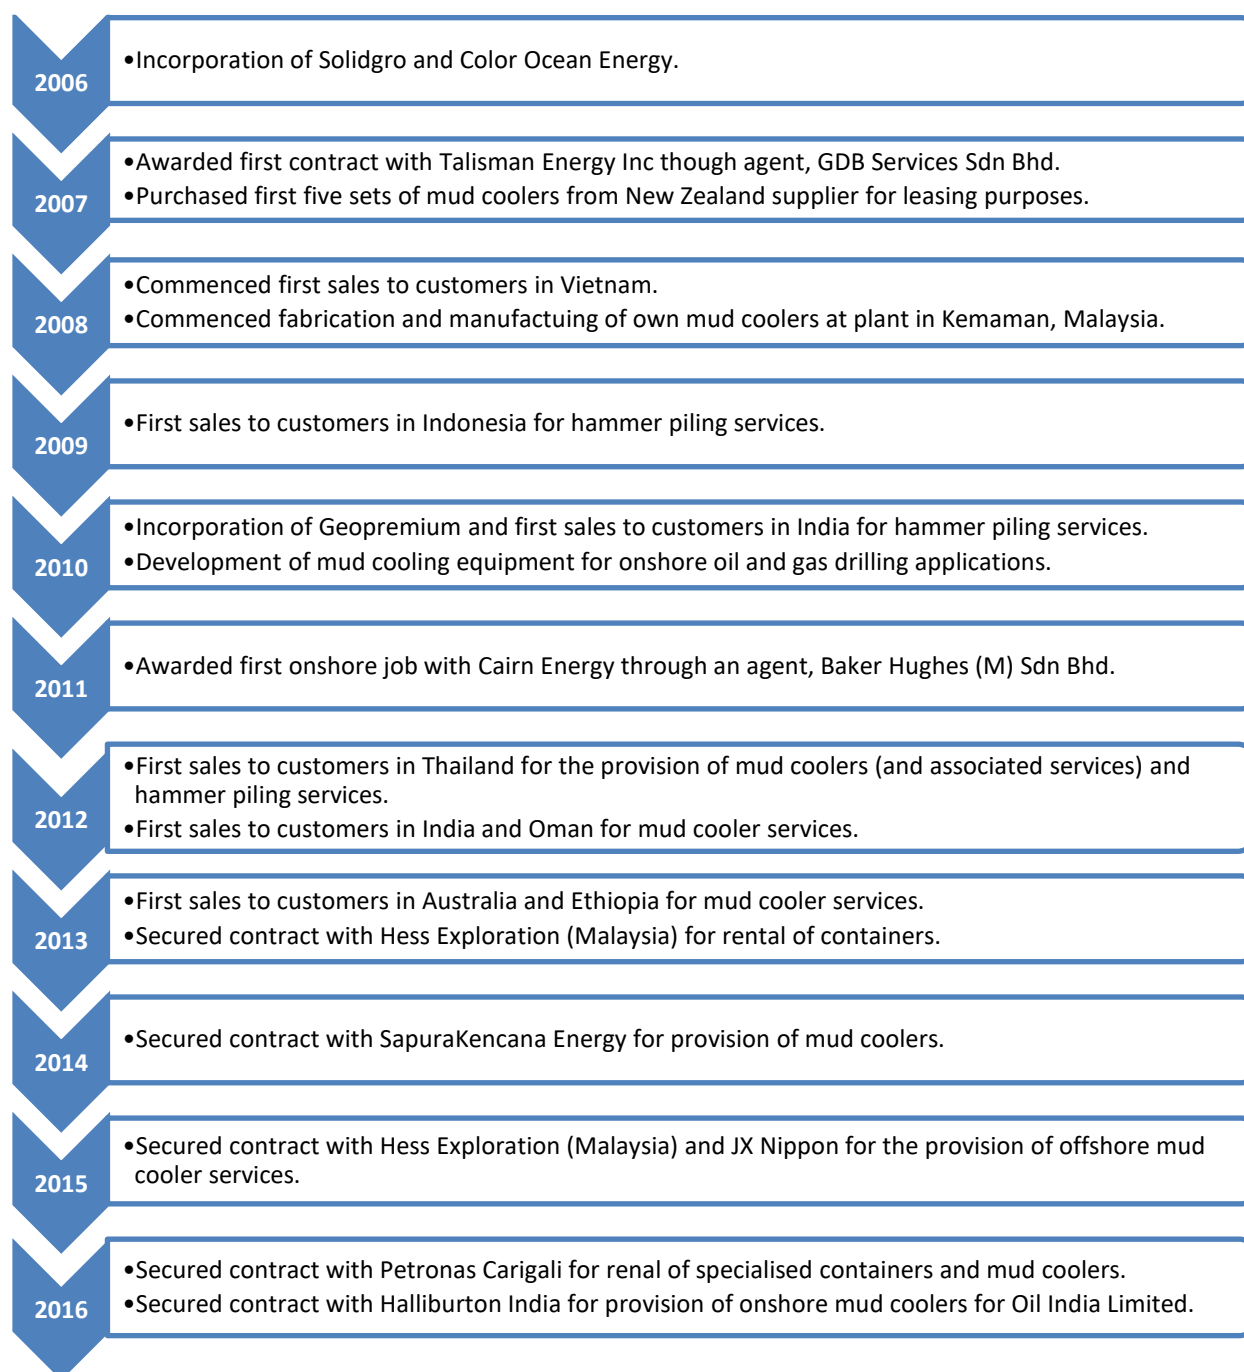 2006
•Incorporation of Solidgro and Color Ocean Energy.
2007
•Awarded first contract with Talisman Energy Inc though agent, GDB Services Sdn Bhd.
•Purchased first five sets of mud coolers from New Zealand supplier for leasing purposes.
2008
•Commenced first sales to customers in Vietnam.
•Commenced fabrication and manufactuing of own mud coolers at plant in Kemaman, Malaysia.
2009
•First sales to customers in Indonesia for hammer piling services.
2010
•Incorporation of Geopremium and first sales to customers in India for hammer piling services.
•Development of mud cooling equipment for onshore oil and gas drilling applications.
2011
•Awarded first onshore job with Cairn Energy through an agent, Baker Hughes (M) Sdn Bhd.
2012
•First sales to customers in Thailand for the provision of mud coolers (and associated services) and
hammer piling services.
•First sales to customers in India and Oman for mud cooler services.
2013
•First sales to customers in Australia and Ethiopia for mud cooler services.
•Secured contract with Hess Exploration (Malaysia) for rental of containers.
2014
•Secured contract with SapuraKencana Energy for provision of mud coolers.
2015
•Secured contract with Hess Exploration (Malaysia) and JX Nippon for the provision of offshore mud
cooler services.
2016
•Secured contract with Petronas Carigali for renal of specialised containers and mud coolers.
•Secured contract with Halliburton India for provision of onshore mud coolers for Oil India Limited.